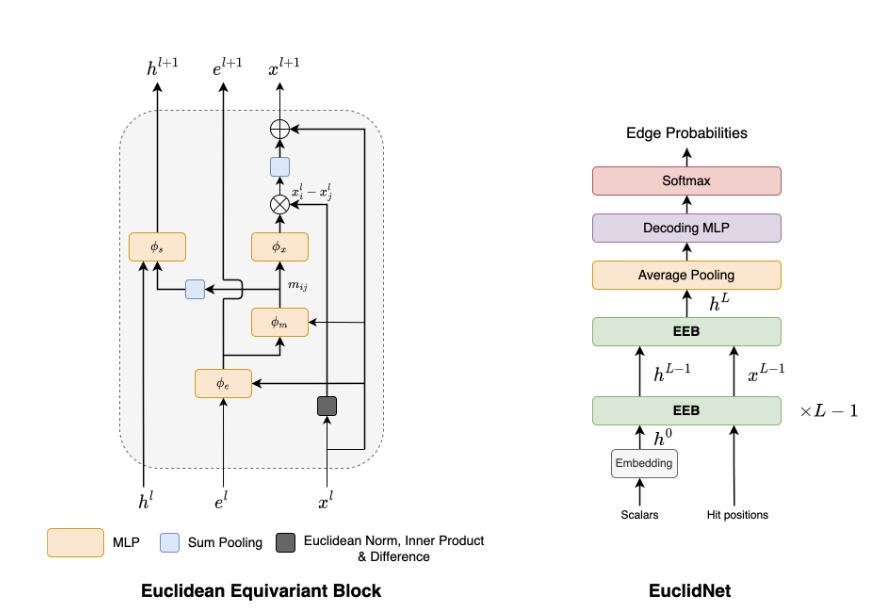 h^{l+1} e^{l+1} x^{l+1}
x_i^l − x_j^l
ϕ_s ϕ_x
m_{ij}
ϕ_m
ϕ_e
h^l e^l x^l
MLP
Sum Pooling
Euclidean Norm, Inner Product
& Difference
Euclidean Equivariant Block
Edge Probabilities
Softmax
Decoding MLP
Average Pooling
h^L
EEB
h^{L−1} x^{L−1}
EEB ×L − 1
h^0
Embedding
Scalars Hit positions
EuclidNet